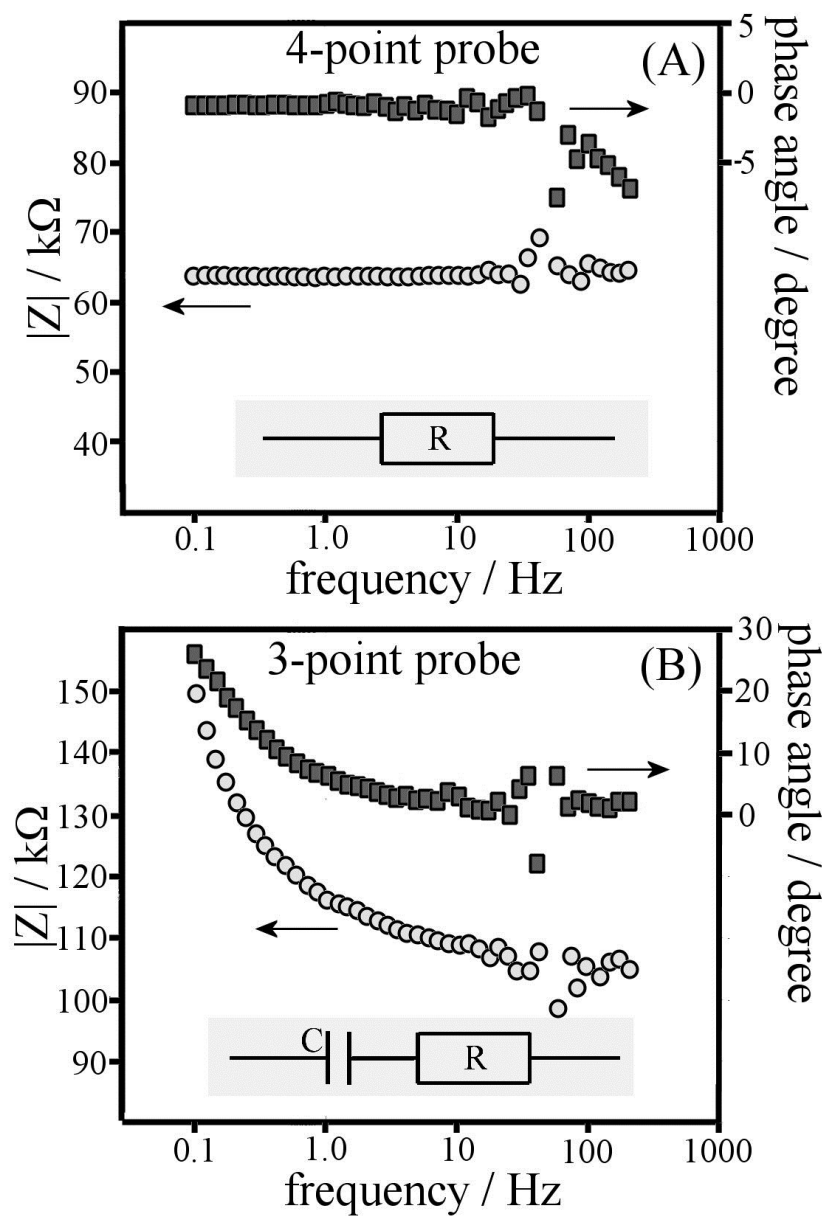 4-point probe
(A)
|Z| / kΩ
90
80
70
60
50
40
5
0
-5
phase angle / degree
R
0.1 1.0 10 100 1000
frequency / Hz
3-point probe
(B)
|Z| / kΩ
150
140
130
120
110
100
90
30
20
10
0
phase angle / degree
C
R
0.1 1.0 10 100 1000
frequency / Hz